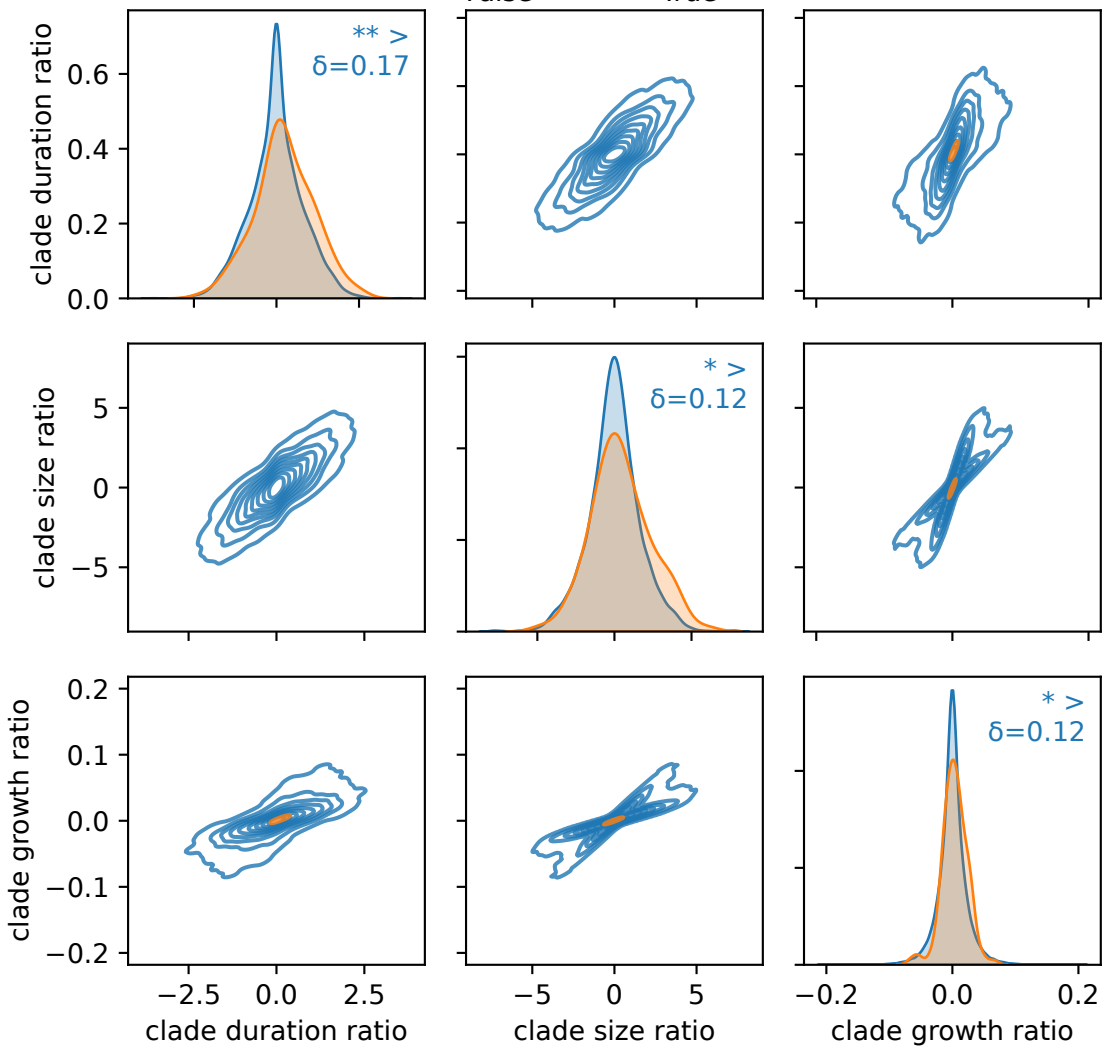 ** >
δ=0.17
clade duration ratio
0.6
0.4
0.2
0.0
* >
δ=0.12
clade size ratio
5
0
−5
* >
δ=0.12
clade growth ratio
0.2
0.1
0.0
−0.1
−0.2
−2.5 0.0 2.5
−5 0 5
−0.2 0.0 0.2
clade duration ratio
clade size ratio
clade growth ratio